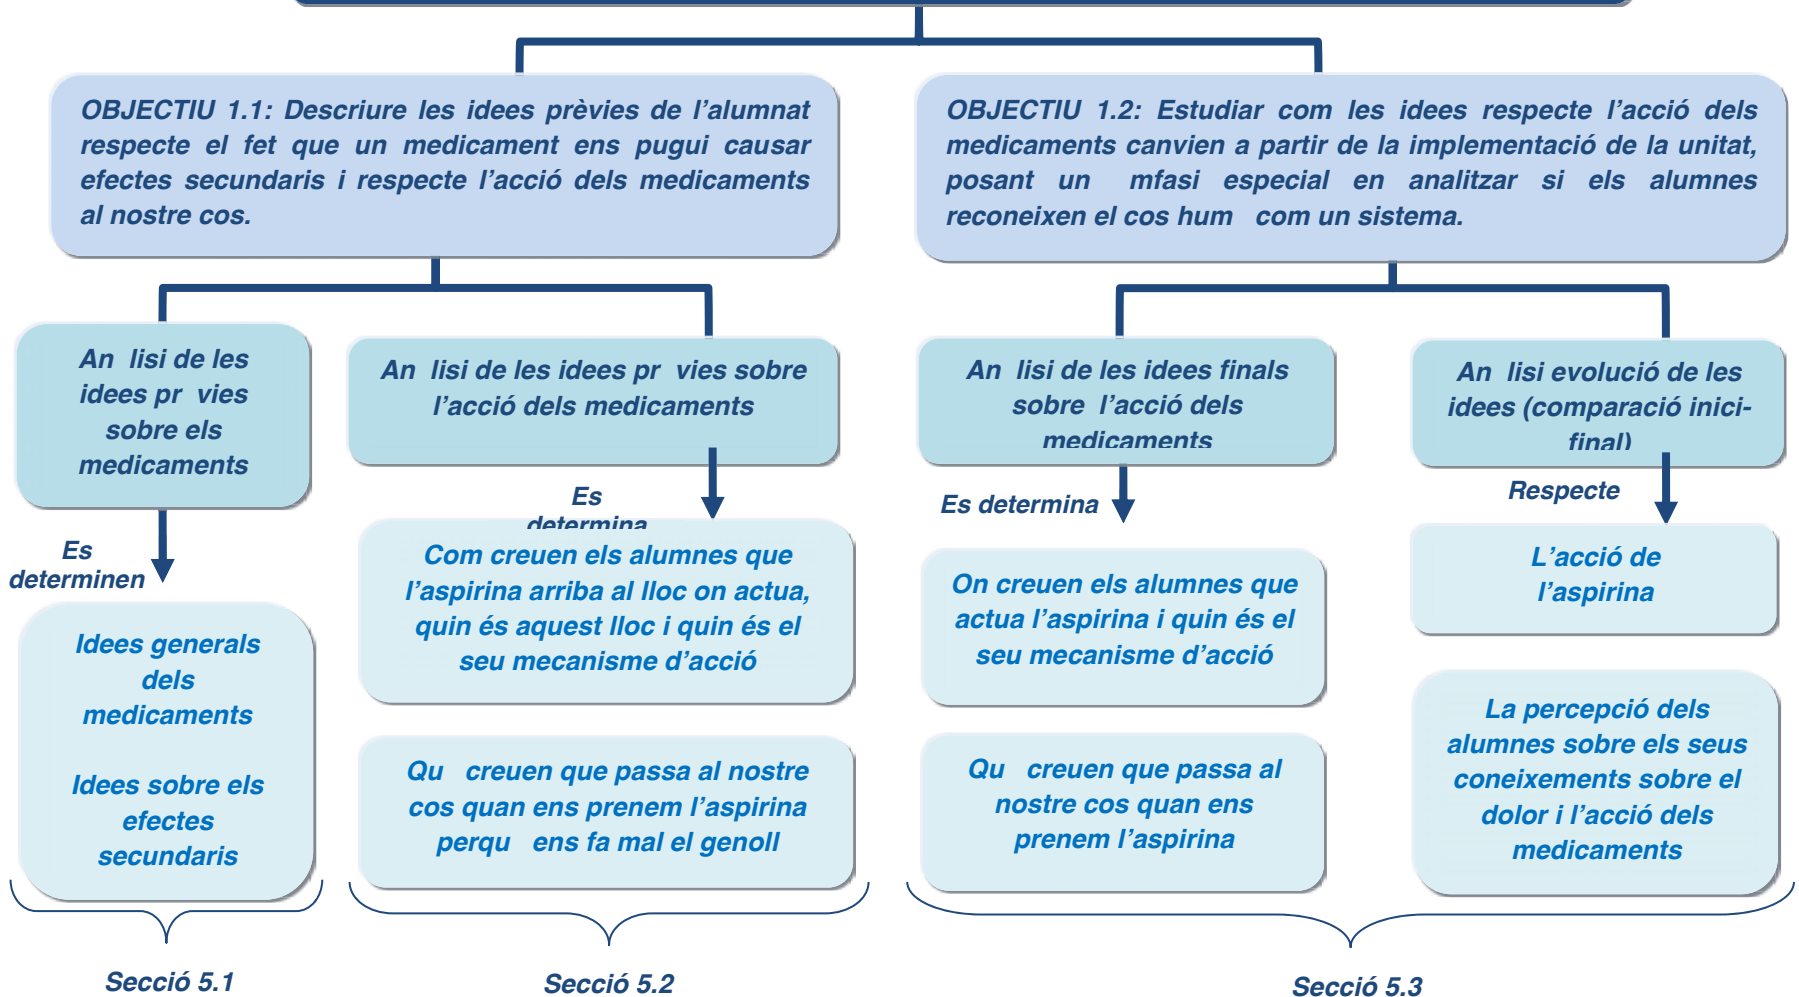 OBJECTIU 1.1: Descriure les idees prèvies de l'alumnat
respecte el fet que un medicament ens pugui causar
efectes secundaris i respecte l'acció dels medicaments
al nostre cos.
OBJECTIU 1.2: Estudiar com les idees respecte l'acció dels
medicaments canvien a partir de la implementació de la unitat,
posant un mfasi especial en analitzar si els alumnes
reconeixen el cos hum com un sistema.
An lisi de les
idees pr vies
sobre els
medicaments
An lisi de les idees pr vies sobre
l'acció dels medicaments
An lisi de les idees finals
sobre l'acció dels
medicaments
An lisi evolució de les
idees (comparació inici-
final)
Es
determinen
Es
determina
Es determina
Respecte
Idees generals
dels
medicaments
Idees sobre els
efectes
secundaris
Com creuen els alumnes que
l'aspirina arriba al lloc on actua,
quin és aquest lloc i quin és el
seu mecanisme d'acció
Qu creuen que passa al nostre
cos quan ens prenem l'aspirina
perqu ens fa mal el genoll
On creuen els alumnes que
actua l'aspirina i quin és el
seu mecanisme d'acció
Qu creuen que passa al
nostre cos quan ens
prenem l'aspirina
L'acció de
l'aspirina
La percepció dels
alumnes sobre els seus
coneixements sobre el
dolor i l'acció dels
medicaments
Secció 5.1
Secció 5.2
Secció 5.3